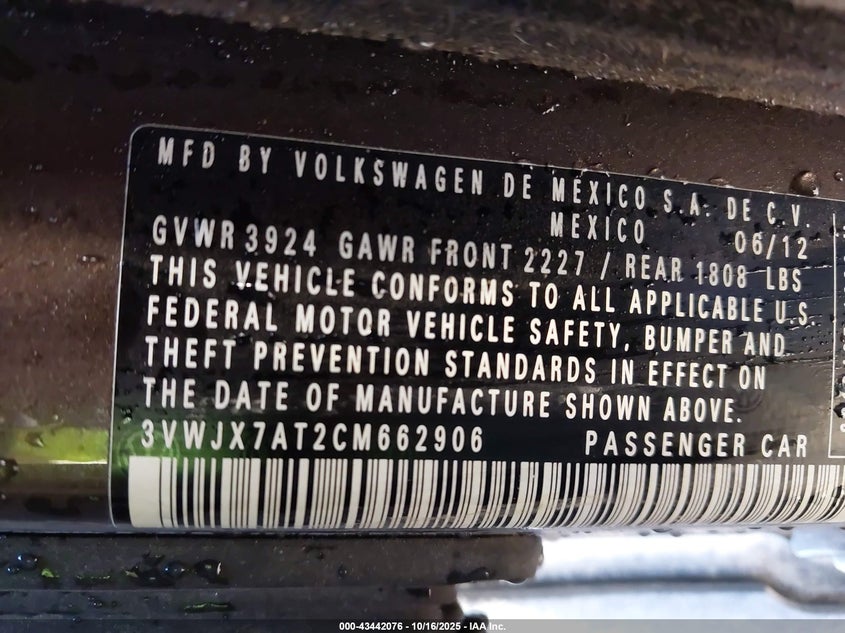 MFD BY VOLKSWAGEN DE MEXICO S.A. DE C.V.
MEXICO 06/12
GVWR 3924 GAWR FRONT 2227 / REAR 1808 LBS
THIS VEHICLE CONFORMS TO ALL APPLICABLE U.S.
FEDERAL MOTOR VEHICLE SAFETY, BUMPER AND
THEFT PREVENTION STANDARDS IN EFFECT ON
THE DATE OF MANUFACTURE SHOWN ABOVE.
3VWJX7AT2CM662906 PASSENGER CAR
000-43442076 - 10/16/2025 - IAA Inc.